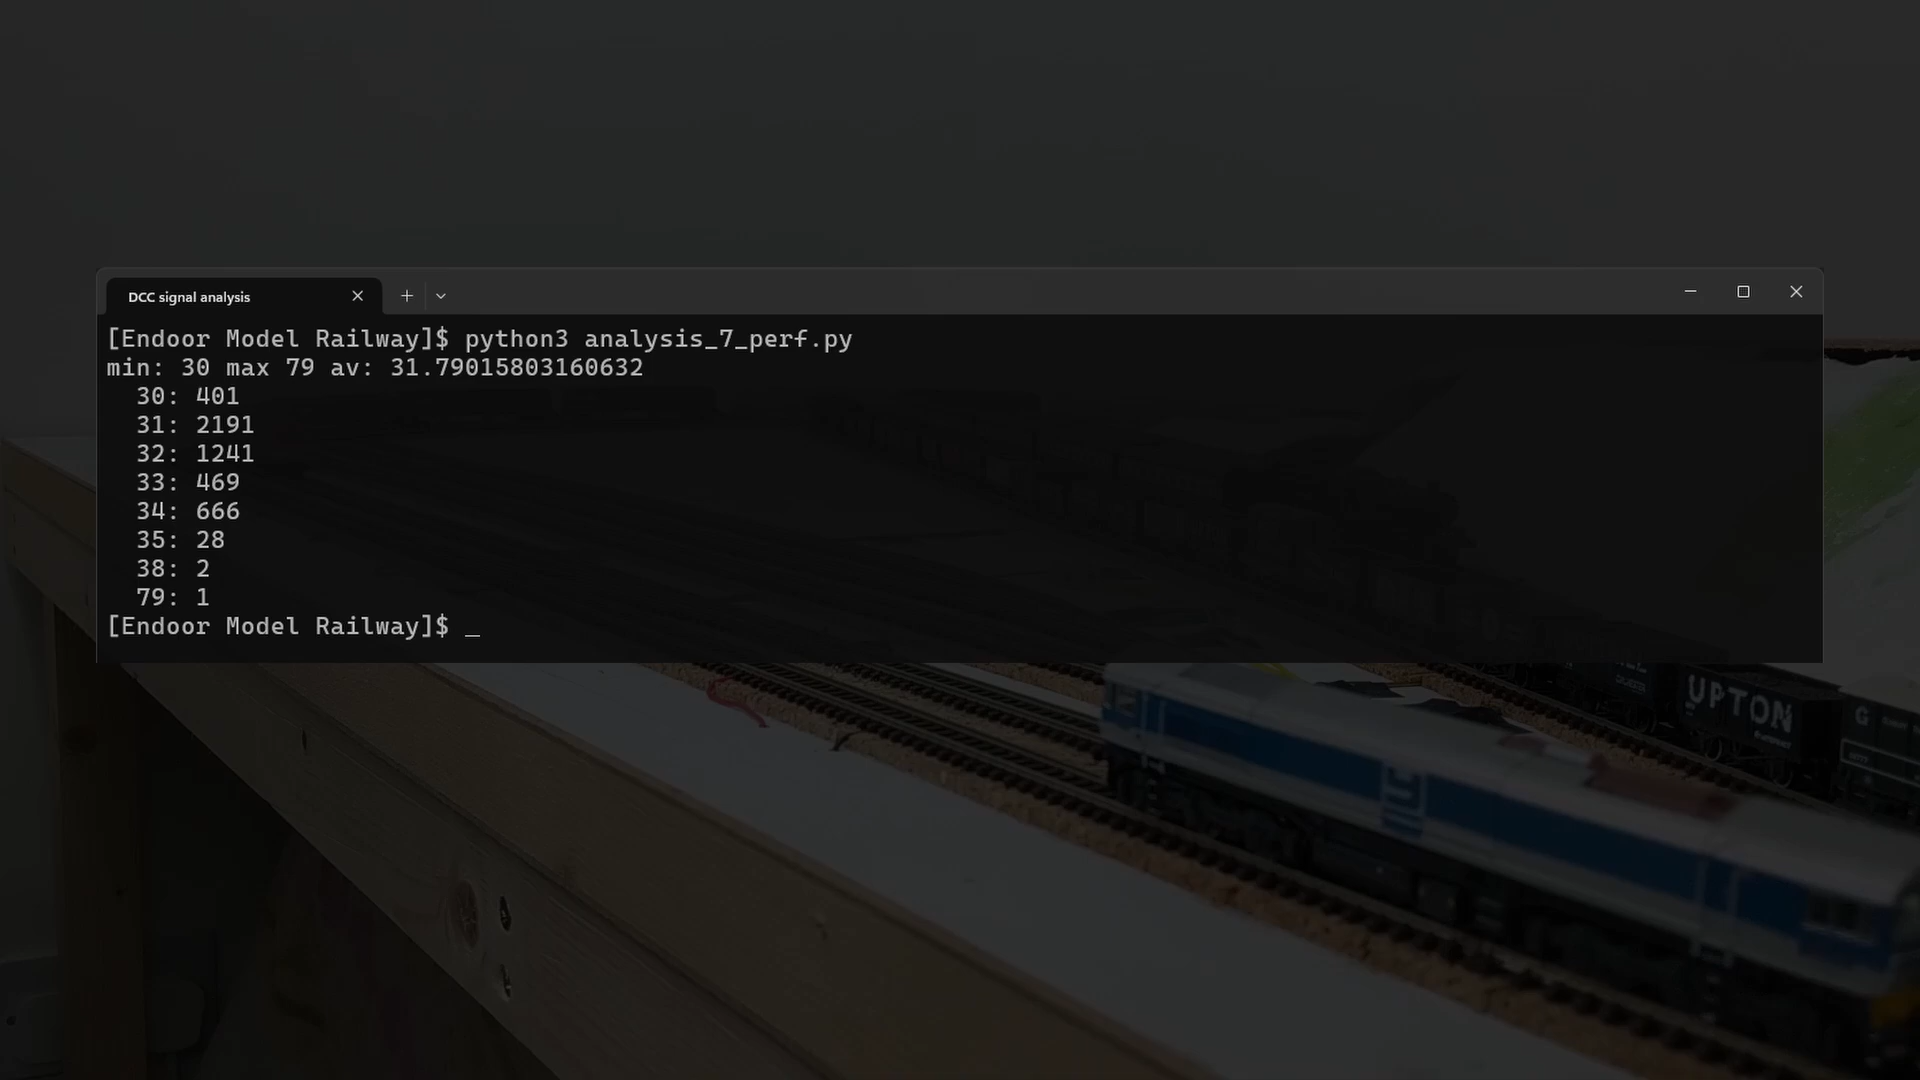 DCC signal analysis
[Endoor Model Railway]$ python3 analysis_7_perf.py
min: 30 max 79 av: 31.79015803160632
30: 401
31: 2191
32: 1241
33: 469
34: 666
35: 28
38: 2
79: 1
[Endoor Model Railway]$ _
UPTON
G